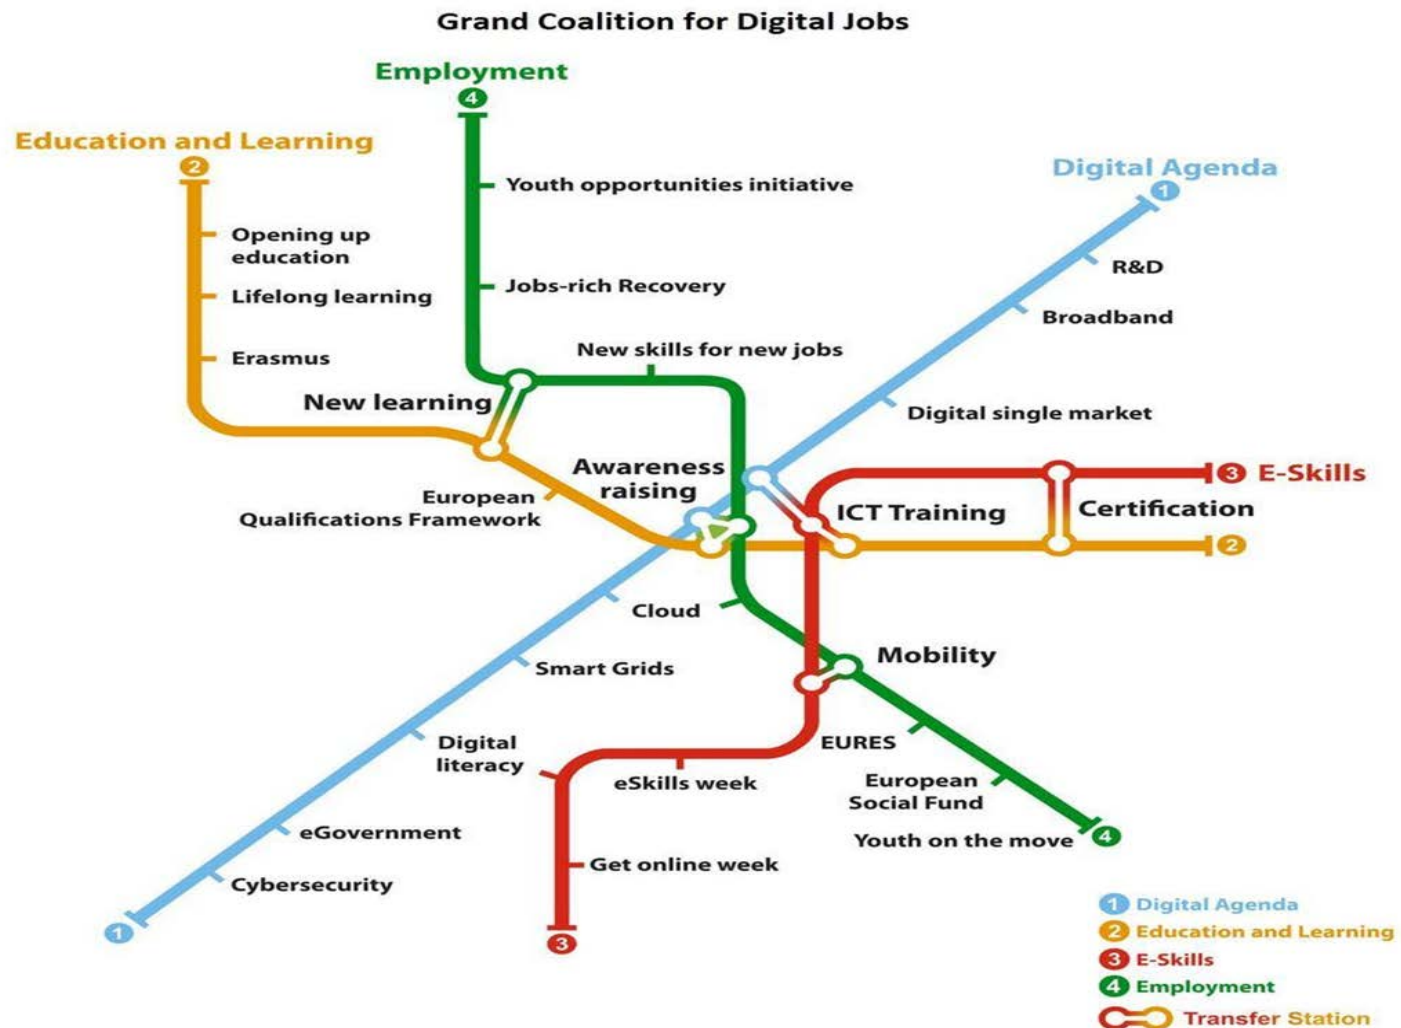 Grand Coalition for Digital Jobs
Employment
4
Education and Learning
2
Digital Agenda
1
Youth opportunities initiative
Opening up
education
R&D
Jobs-rich Recovery
Lifelong learning
Broadband
New skills for new jobs
Erasmus
New learning
Digital single market
Awareness
raising
3 E-Skills
European
Qualifications Framework
ICT Training
Certification
2
Cloud
Mobility
Smart Grids
Digital
literacy
EURES
eSkills week
European
Social Fund
eGovernment
Youth on the move
4
Get online week
Cybersecurity
1
3
1 Digital Agenda
2 Education and Learning
3 E-Skills
4 Employment
Transfer Station